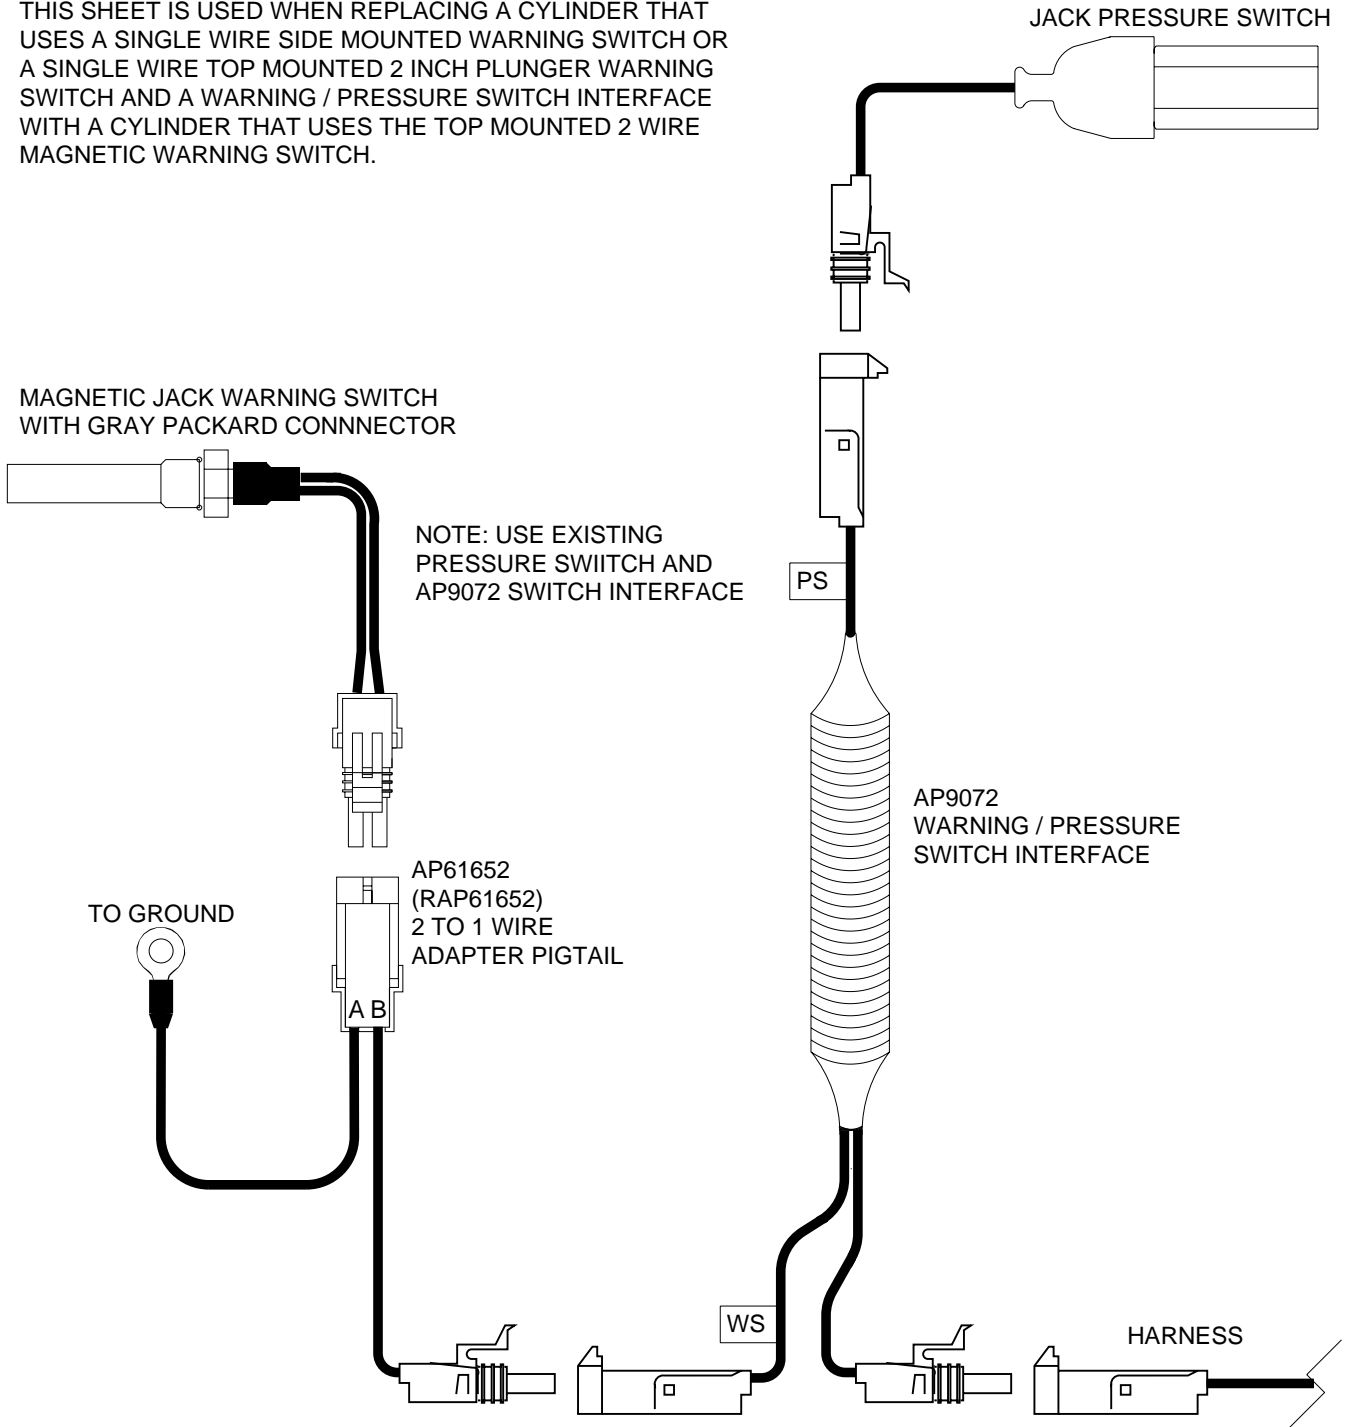 THIS SHEET IS USED WHEN REPLACING A CYLINDER THAT
USES A SINGLE WIRE SIDE MOUNTED WARNING SWITCH OR
A SINGLE WIRE TOP MOUNTED 2 INCH PLUNGER WARNING
SWITCH AND A WARNING / PRESSURE SWITCH INTERFACE
WITH A CYLINDER THAT USES THE TOP MOUNTED 2 WIRE
MAGNETIC WARNING SWITCH.
JACK PRESSURE SWITCH
MAGNETIC JACK WARNING SWITCH
WITH GRAY PACKARD CONNNECTOR
NOTE: USE EXISTING
PRESSURE SWIITCH AND
AP9072 SWITCH INTERFACE
PS
AP9072
WARNING / PRESSURE
SWITCH INTERFACE
AP61652
(RAP61652)
2 TO 1 WIRE
ADAPTER PIGTAIL
TO GROUND
A B
WS
HARNESS